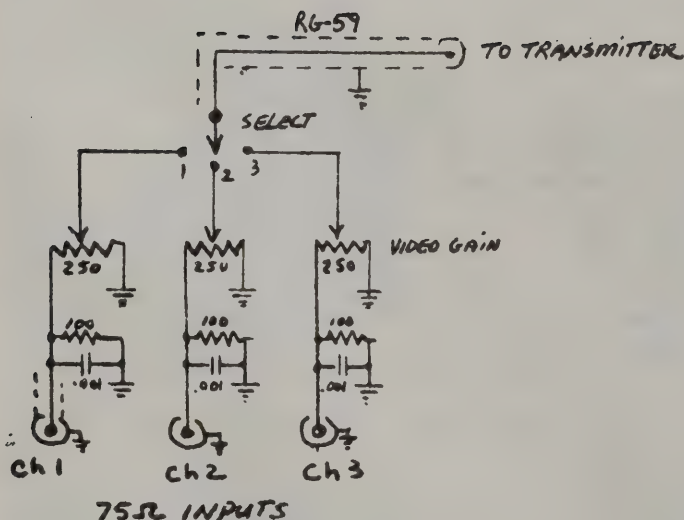 RG-59
TO TRANSMITTER
SELECT
1 2 3
250 250 250 VIDEO GAIN
100 100 100
.001 .001 .001
Ch 1 Ch 2 Ch 3
75Ω INPUTS